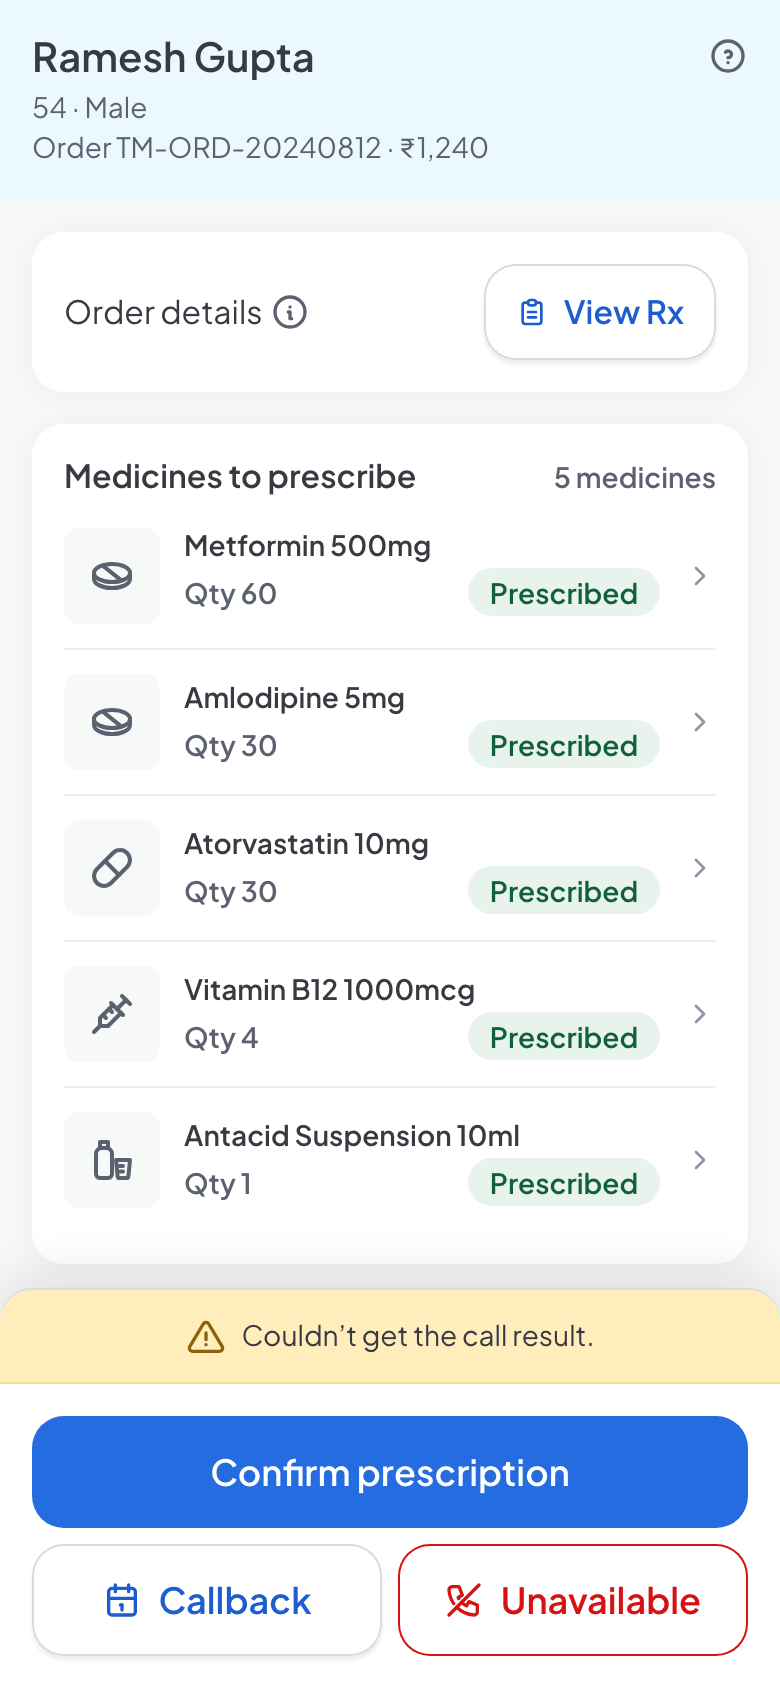 Ramesh Gupta
54 · Male
Order TM-ORD-20240812 · ₹1,240
Order details
View Rx
Medicines to prescribe
5 medicines
Metformin 500mg
Qty 60
Prescribed
Amlodipine 5mg
Qty 30
Prescribed
Atorvastatin 10mg
Qty 30
Prescribed
Vitamin B12 1000mcg
Qty 4
Prescribed
Antacid Suspension 10ml
Qty 1
Prescribed
Couldn’t get the call result.
Confirm prescription
Callback
Unavailable